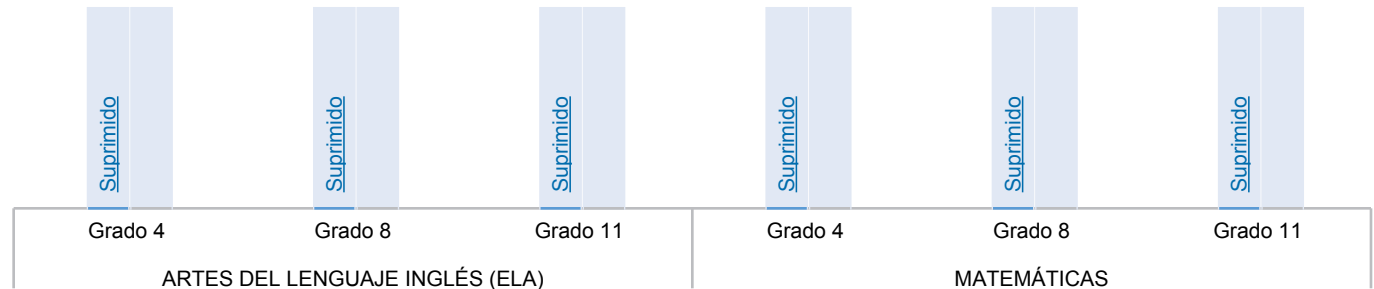 Suprimido
Suprimido
Suprimido
Suprimido
Suprimido
Suprimido
Grado 4
Grado 8
Grado 11
Grado 4
Grado 8
Grado 11
ARTES DEL LENGUAJE INGLÉS (ELA)
MATEMÁTICAS